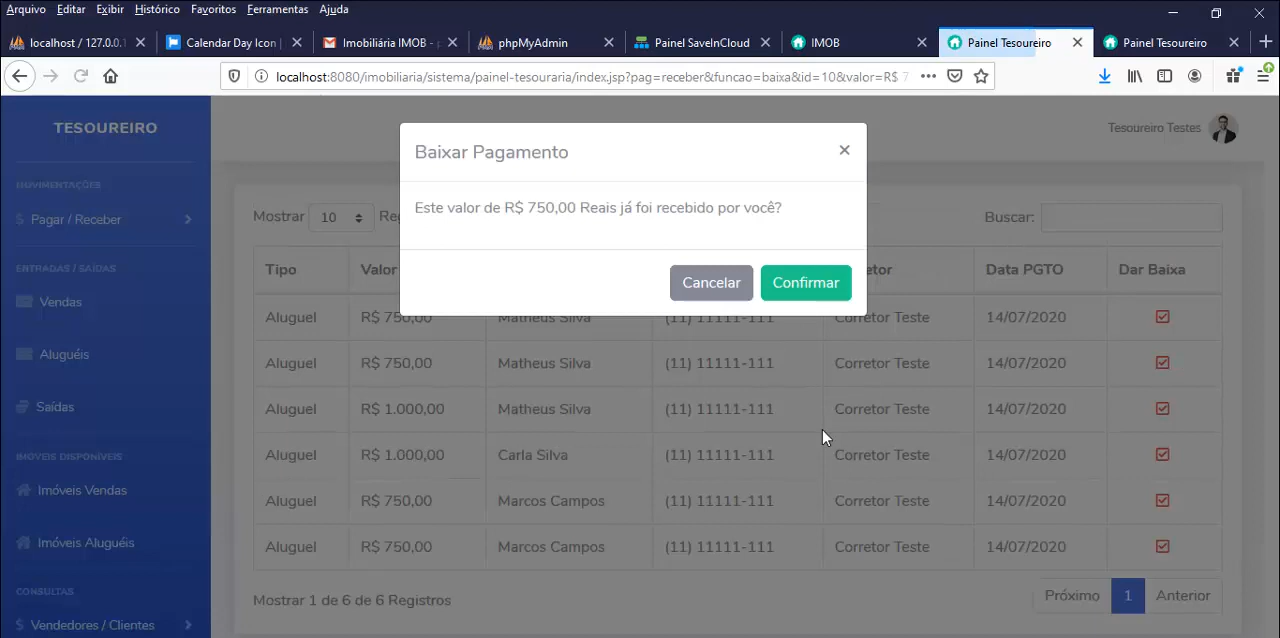 Arquivo Editar Exibir Histórico Favoritos Ferramentas Ajuda
localhost / 127.0.0.1
Calendar Day Icon |
Imobiliária IMOB - 
phpMyAdmin
Painel SaveInCloud
IMOB
Painel Tesoureiro
Painel Tesoureiro
localhost:8080/imobiliaria/sistema/painel-tesouraria/index.jsp?pag=receber&funcao=baixa&id=10&valor=R$ 7
TESOUREIRO
Tesoureiro Testes
MOVIMENTAÇÕES
$ Pagar / Receber
ENTRADAS / SAÍDAS
Vendas
Aluguéis
Saídas
IMOVEIS DISPONÍVEIS
Imóveis Vendas
Imóveis Aluguéis
CONSULTAS
$ Vendedores / Clientes
Baixar Pagamento ×
Este valor de R$ 750,00 Reais já foi recebido por você?
Cancelar Confirmar
Mostrar 10 Reg
Buscar:
Tipo Valor etor Data PGTO Dar Baixa
Aluguel R$ 750,00 Matheus Silva (11) 11111-111 Corretor Teste 14/07/2020
Aluguel R$ 750,00 Matheus Silva (11) 11111-111 Corretor Teste 14/07/2020
Aluguel R$ 1.000,00 Matheus Silva (11) 11111-111 Corretor Teste 14/07/2020
Aluguel R$ 1.000,00 Carla Silva (11) 11111-111 Corretor Teste 14/07/2020
Aluguel R$ 750,00 Marcos Campos (11) 11111-111 Corretor Teste 14/07/2020
Aluguel R$ 750,00 Marcos Campos (11) 11111-111 Corretor Teste 14/07/2020
Mostrar 1 de 6 de 6 Registros
Próximo 1 Anterior